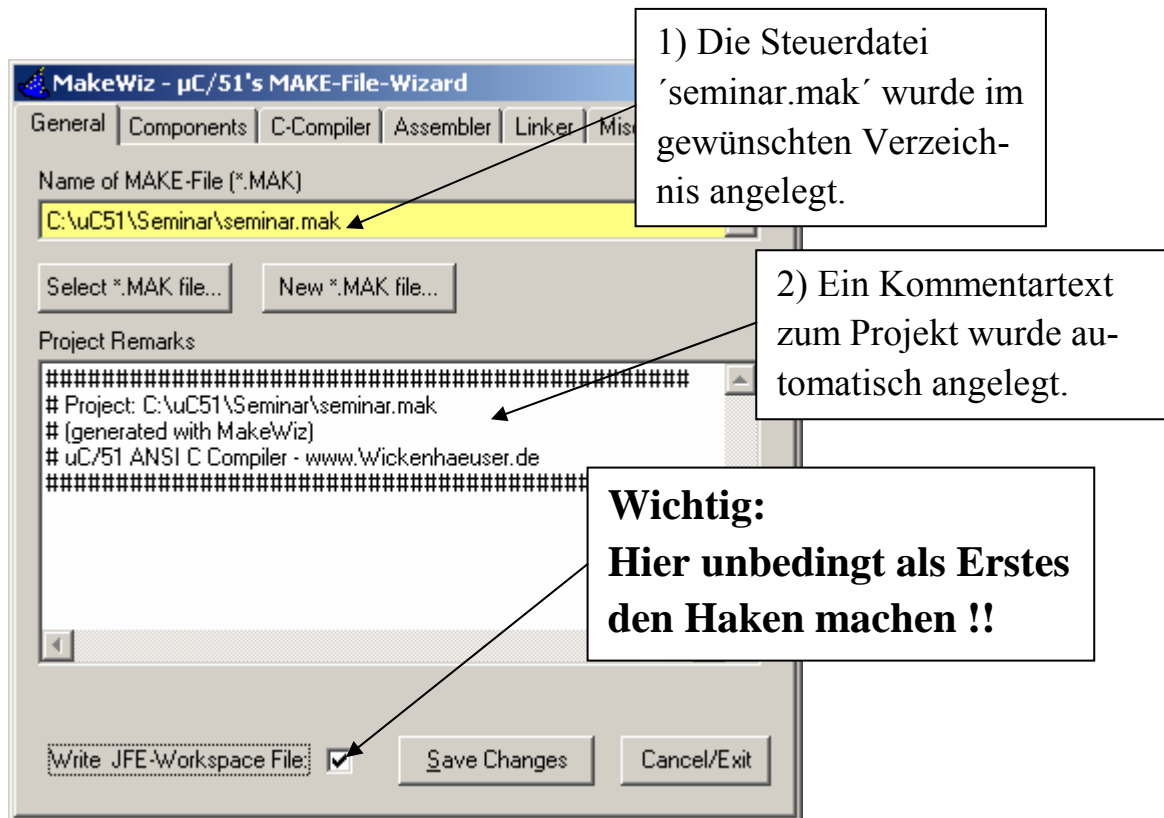 1) Die Steuerdatei
´seminar.mak´ wurde im
gewünschten Verzeich-
nis angelegt.
MakeWiz - µC/51's MAKE-File-Wizard
General Components C-Compiler Assembler Linker
Name of MAKE-File (*.MAK)
C:\uC51\Seminar\seminar.mak
Select *.MAK file... New *.MAK file...
2) Ein Kommentartext
zum Projekt wurde au-
tomatisch angelegt.
Project Remarks
##############################################
# Project: C:\uC51\Seminar\seminar.mak
# (generated with MakeWiz)
# uC/51 ANSI C Compiler - www.Wickenhaeuser.de
######################################
Wichtig:
Hier unbedingt als Erstes
den Haken machen !!
Write JFE-Workspace File: Save Changes Cancel/Exit